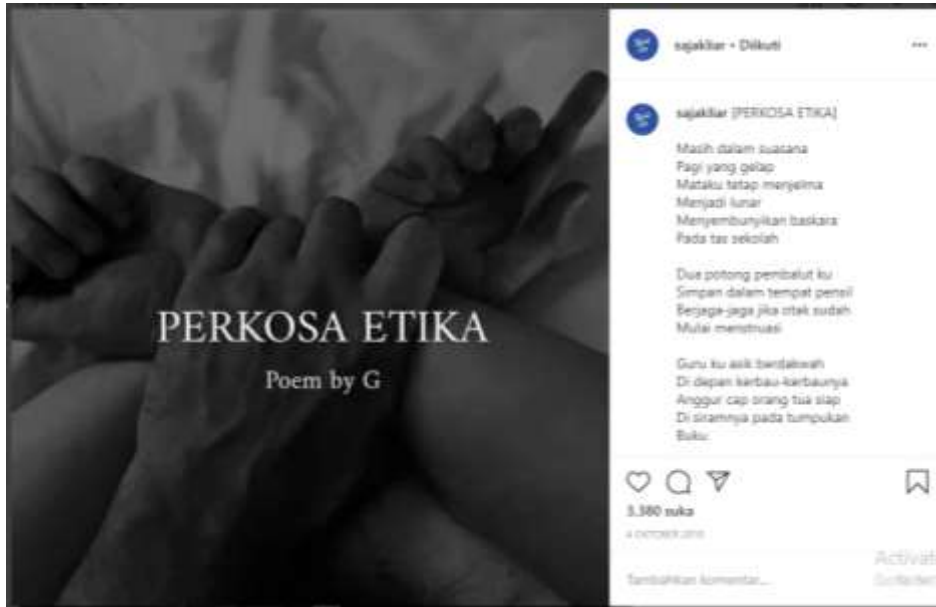 PERKOSA ETIKA
Poem by G
sajakliar • Diikuti
sajakliar [PERKOSA ETIKA]
Masih dalam suasana
Pagi yang gelap
Mataku tetap menjelma
Menjadi lunar
Menyembunyikan baskara
Pada tas sekolah
Dua potong pembalut ku
Simpan dalam tempat pensil
Berjaga-jaga jika otak sudah
Mulai menstruasi
Guru ku asik berdakwah
Di depan kerbau-kerbaunya
Anggur cap orang tua siap
Di siramnya pada tumpukan
Buku
3.380 suka
4 OKTOBER
Tambahkan komentar...
Activate